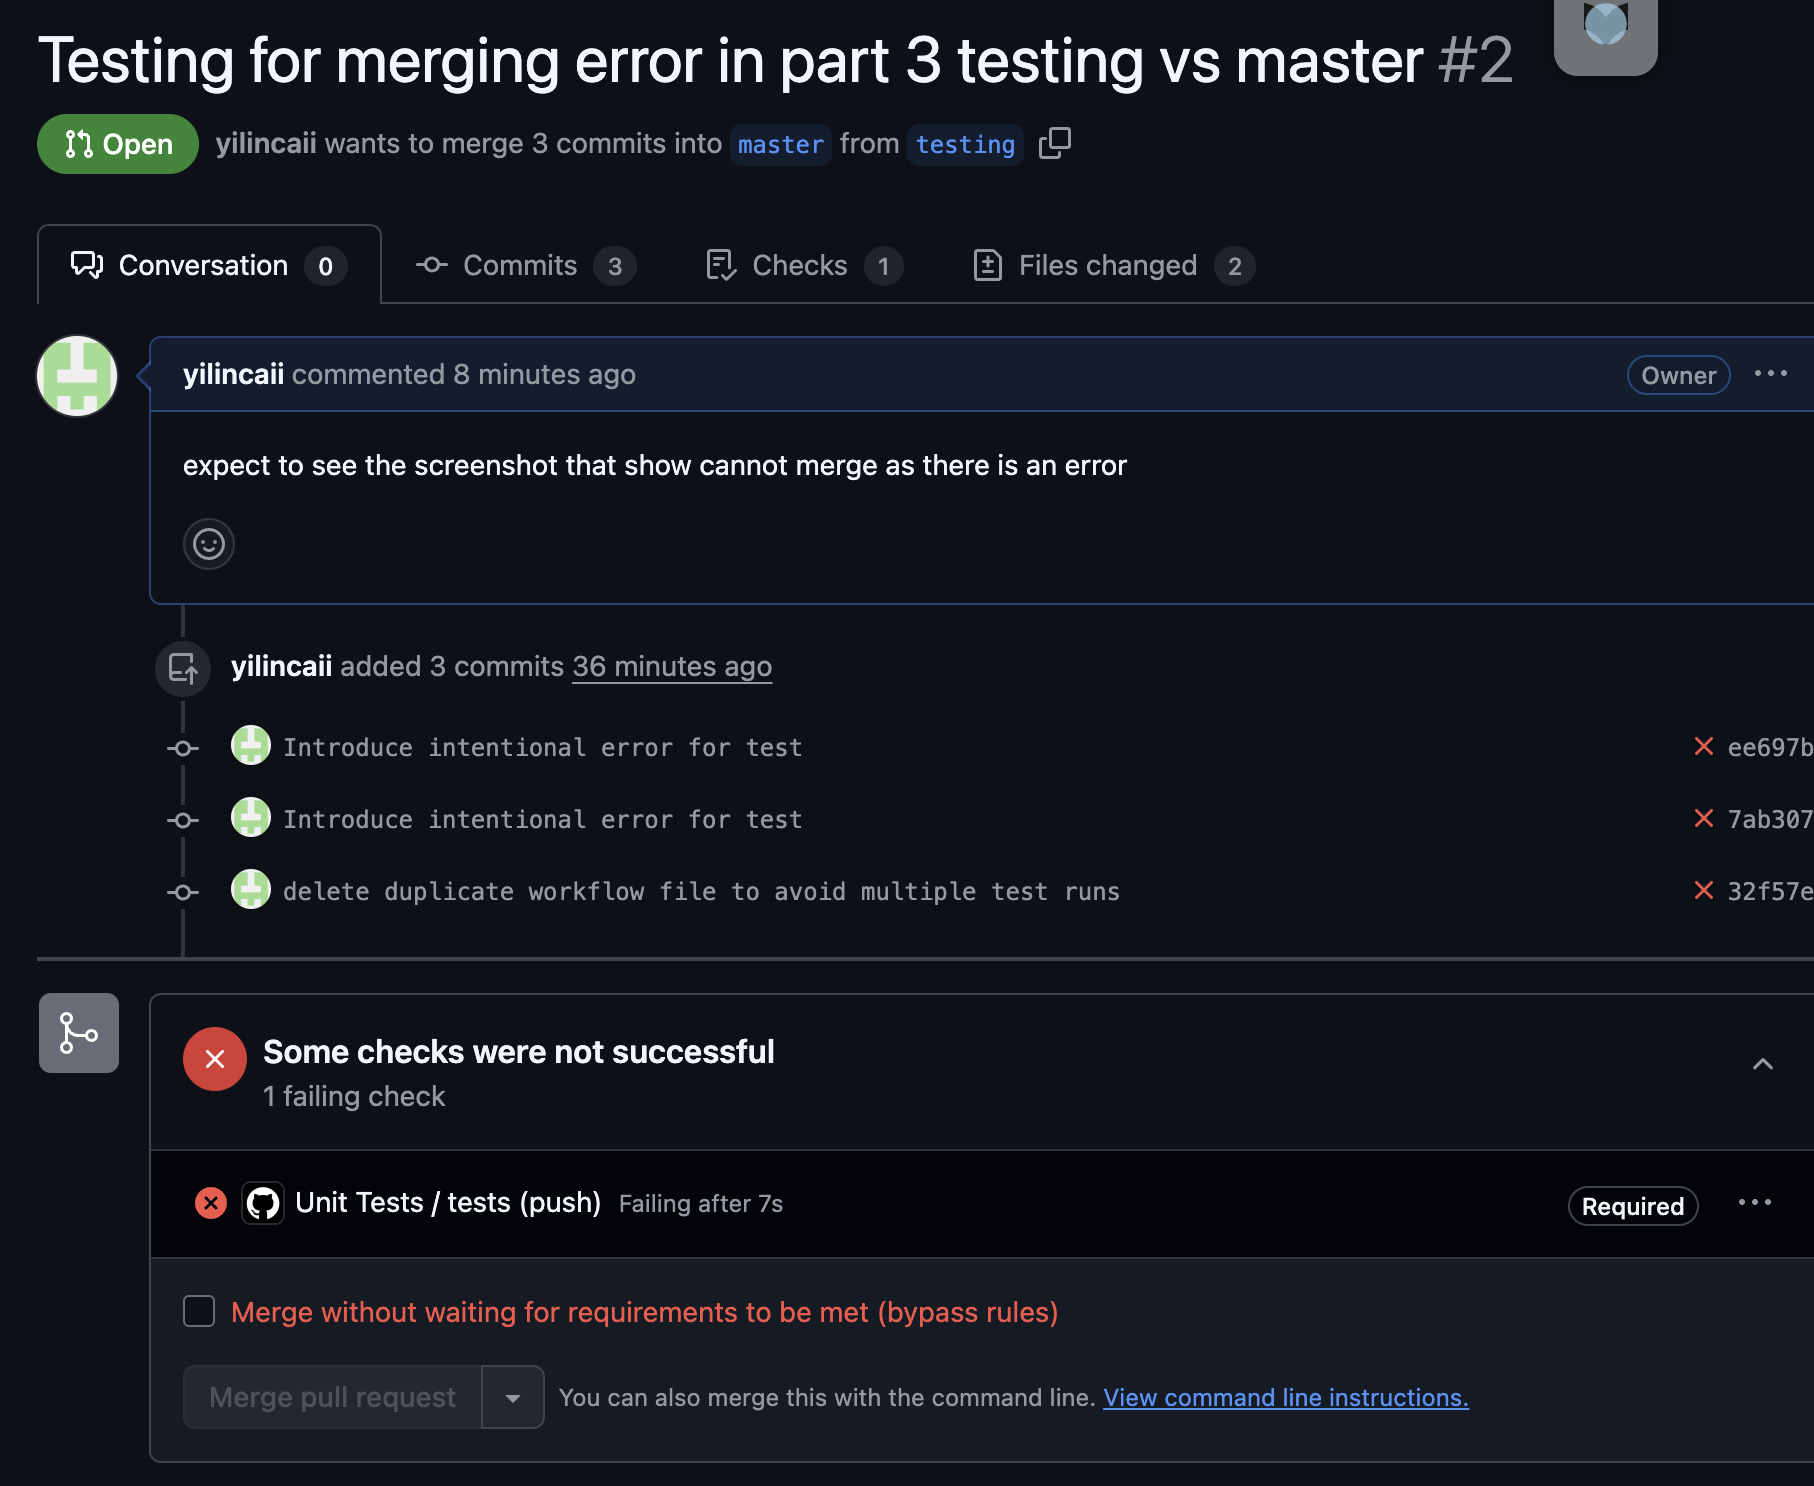 Testing for merging error in part 3 testing vs master #2
Open yilincaii wants to merge 3 commits into master from testing
Conversation 0 Commits 3 Checks 1 Files changed 2
yilincaii commented 8 minutes ago Owner
expect to see the screenshot that show cannot merge as there is an error
yilincaii added 3 commits 36 minutes ago
Introduce intentional error for test ee697b
Introduce intentional error for test 7ab307
delete duplicate workflow file to avoid multiple test runs 32f57e
Some checks were not successful
1 failing check
Unit Tests / tests (push) Failing after 7s Required
Merge without waiting for requirements to be met (bypass rules)
Merge pull request You can also merge this with the command line. View command line instructions.